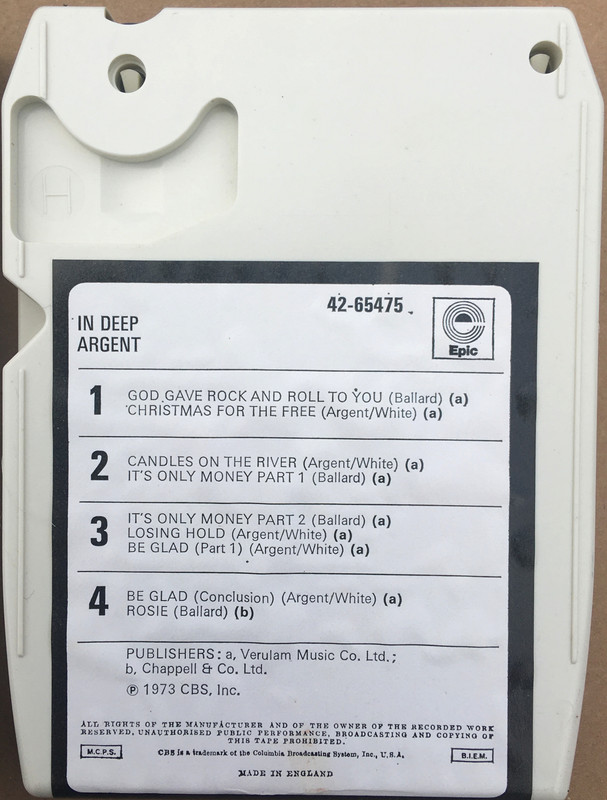 H
42-65475
IN DEEP
ARGENT
Epic
1
GOD GAVE ROCK AND ROLL TO YOU (Ballard) (a)
CHRISTMAS FOR THE FREE (Argent/White) (a)
2
CANDLES ON THE RIVER (Argent/White) (a)
IT'S ONLY MONEY PART 1 (Ballard) (a)
3
IT'S ONLY MONEY PART 2 (Ballard) (a)
LOSING HOLD (Argent/White) (a)
BE GLAD (Part 1) (Argent/White) (a)
4
BE GLAD (Conclusion) (Argent/White) (a)
ROSIE (Ballard) (b)
PUBLISHERS: a, Verulam Music Co. Ltd.;
b, Chappell & Co. Ltd.
℗ 1973 CBS, Inc.
ALL RIGHTS OF THE MANUFACTURER AND OF THE OWNER OF THE RECORDED WORK
RESERVED, UNAUTHORISED PUBLIC PERFORMANCE, BROADCASTING AND COPYING OF
THIS TAPE PROHIBITED.
M.C.P.S.
CBS is a trademark of the Columbia Broadcasting System, Inc., U.S.A.
B.I.E.M.
MADE IN ENGLAND